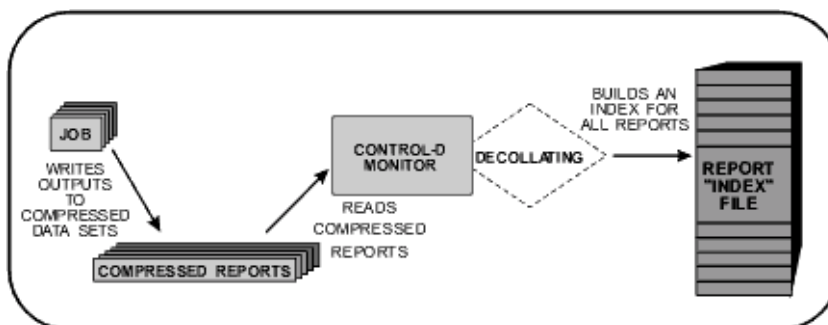 JOB
WRITES
OUTPUTS
TO
COMPRESSED
DATA SETS
COMPRESSED REPORTS
CONTROL-D
MONITOR
READS
COMPRESSED
REPORTS
DECOLLATING
BUILDS AN
INDEX FOR
ALL REPORTS
REPORT
"INDEX"
FILE